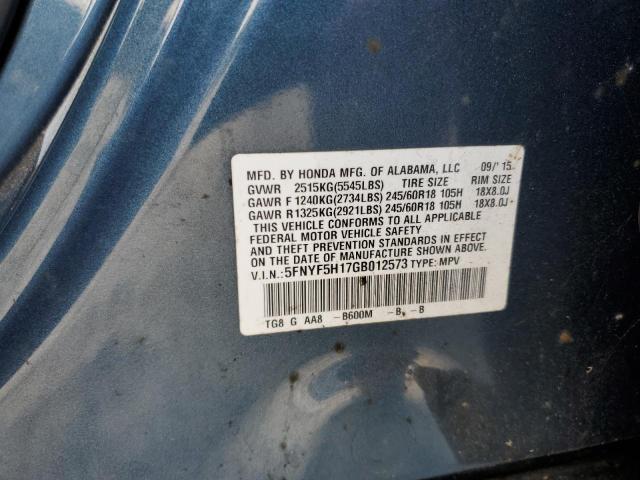 MFD. BY HONDA MFG. OF ALABAMA, LLC 09/'15
GVWR 2515KG(5545LBS) TIRE SIZE RIM SIZE
GAWR F 1240KG(2734LBS) 245/60R18 105H 18X8.0J
GAWR R 1325KG(2921LBS) 245/60R18 105H 18X8.0J
THIS VEHICLE CONFORMS TO ALL APPLICABLE
FEDERAL MOTOR VEHICLE SAFETY
AND THEFT PREVENTION STANDARDS IN EFFECT
ON THE DATE OF MANUFACTURE SHOWN ABOVE.
V.I.N.: 5FNYF5H17GB012573 TYPE: MPV
TG8 G AA8 -B600M -B -B